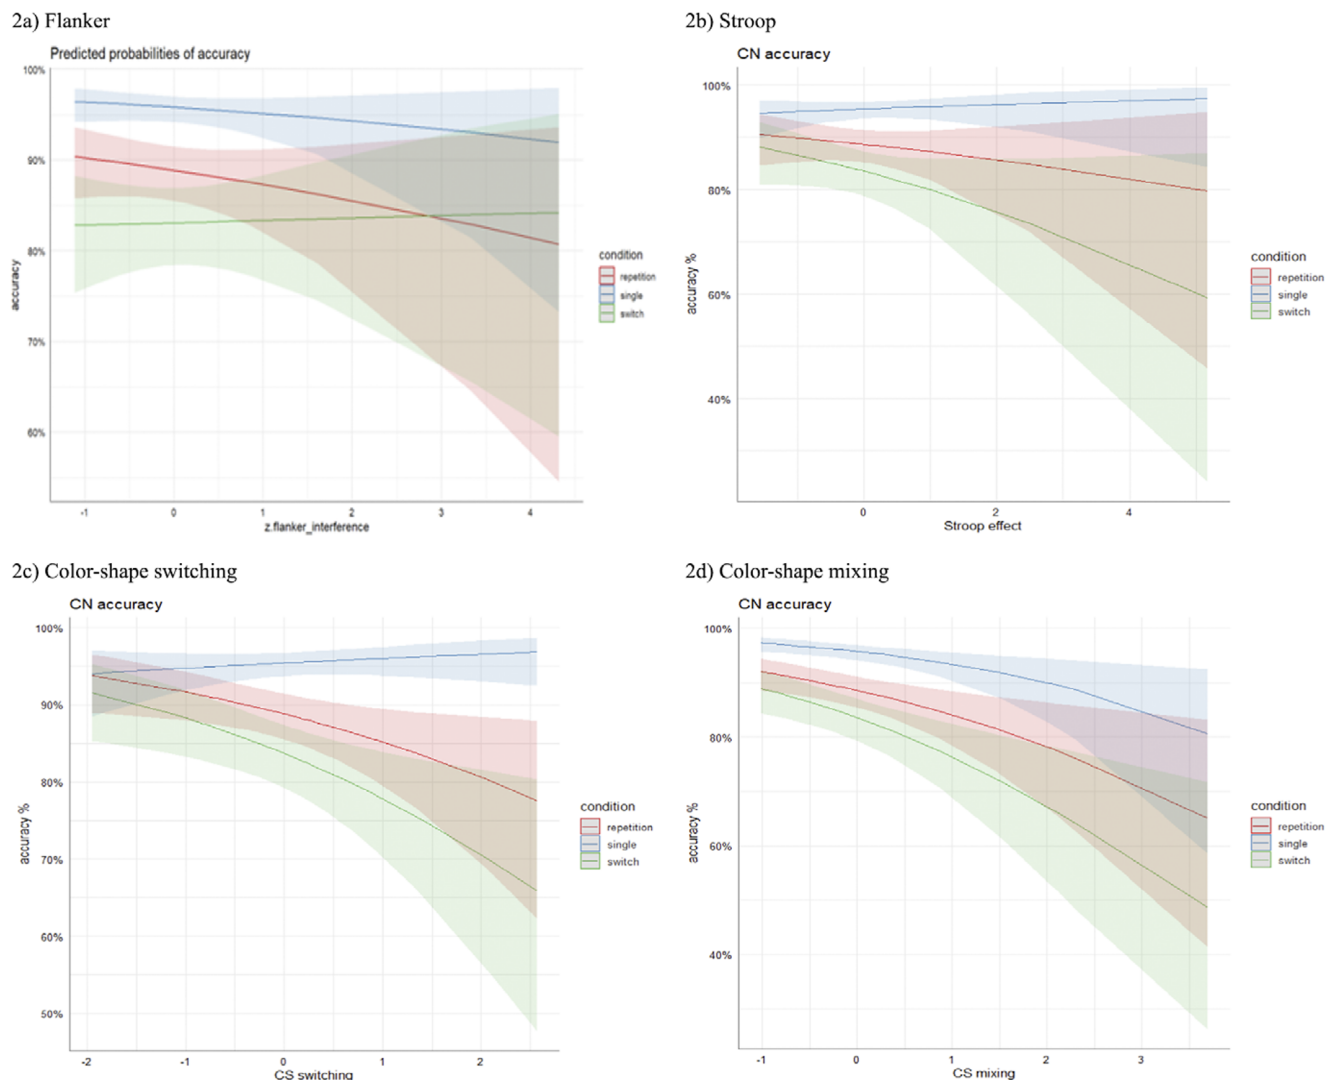 2a) Flanker
Predicted probabilities of accuracy
100%
90%
80%
70%
60%
accuracy
-1 0 1 2 3 4
z.flanker_interference
condition
repetition
single
switch
2b) Stroop
CN accuracy
100%
80%
60%
40%
accuracy %
0 2 4
Stroop effect
condition
repetition
single
switch
2c) Color-shape switching
CN accuracy
100%
90%
80%
70%
60%
50%
accuracy %
-2 -1 0 1 2
CS switching
condition
repetition
single
switch
2d) Color-shape mixing
CN accuracy
100%
80%
60%
40%
accuracy %
-1 0 1 2 3
CS mixing
condition
repetition
single
switch